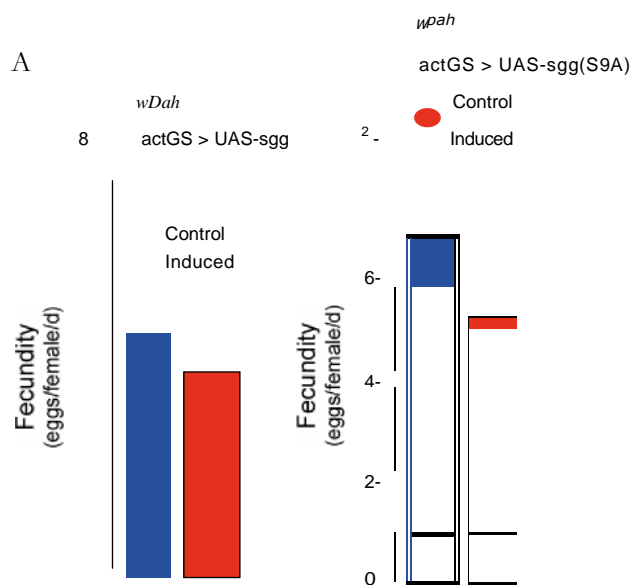 A
wDah
8
actGS > UAS-sgg
Control
Induced
Fecundity
(eggs/female/d)
wpah
actGS > UAS-sgg(S9A)
Control
2 -
Induced
6-
4-
2-
0
Fecundity
(eggs/female/d)